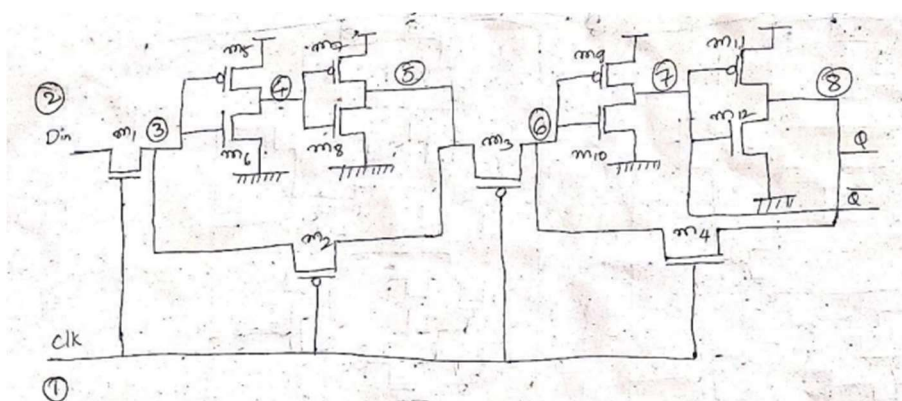 m5
m7
m9
m11
②
④
⑤
⑦
⑧
Din
m1
③
m6
m8
m3
⑥
m10
m12
Q
Q̅
m2
m4
Clk
①